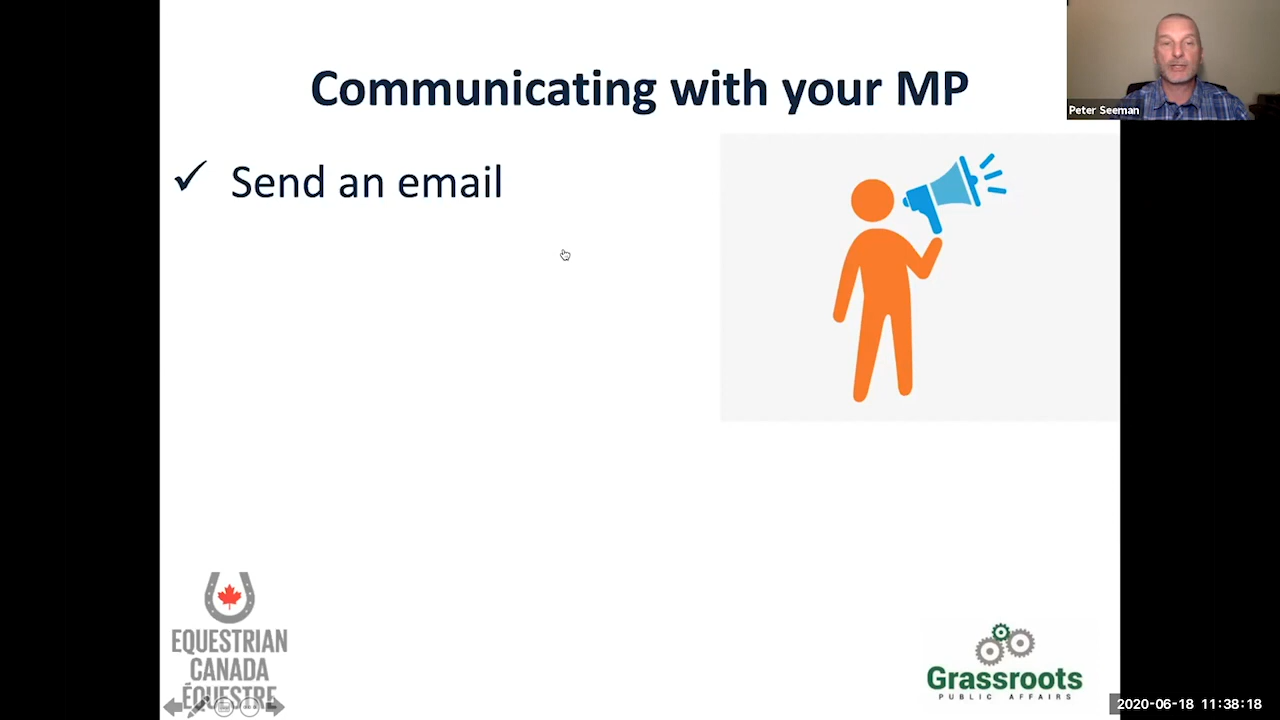 Communicating with your MP
Peter Seeman
✓ Send an email
EQUESTRIAN
CANADA
ÉQUESTRE
Grassroots
PUBLIC AFFAIRS
2020-06-18 11:38:18